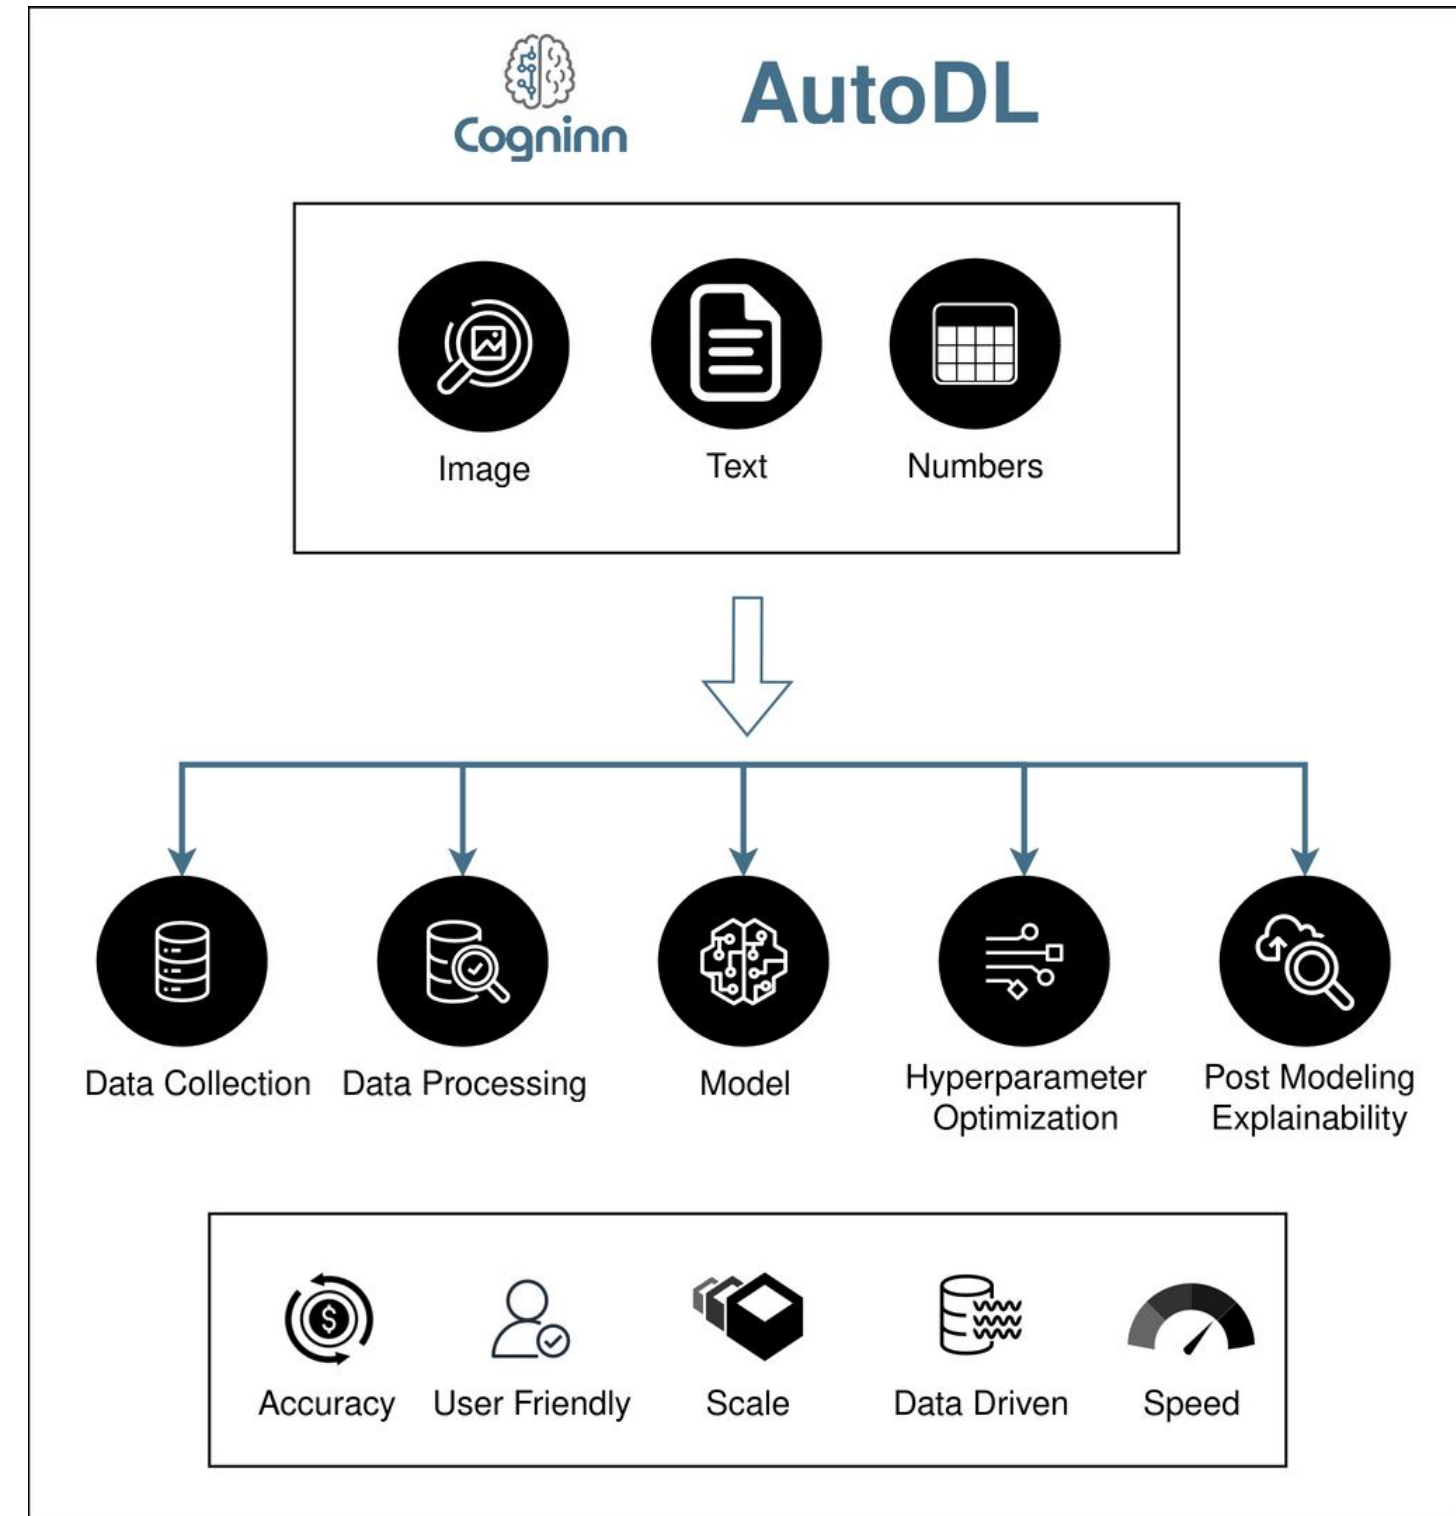 Cogninn
AutoDL
Image
Text
Numbers
Data Collection
Data Processing
Model
Hyperparameter
Optimization
Post Modeling
Explainability
Accuracy
User Friendly
Scale
Data Driven
Speed